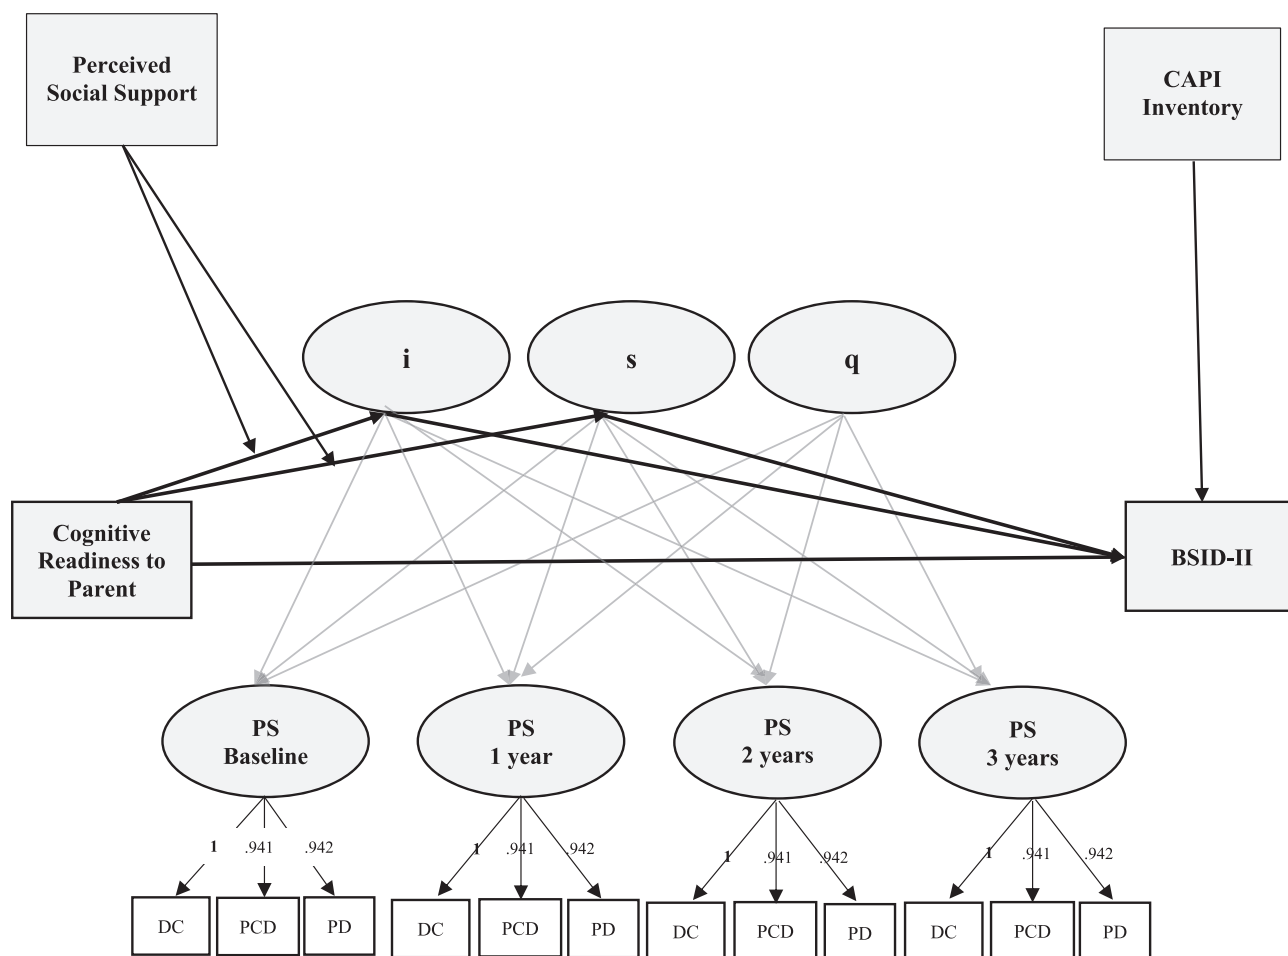 Perceived
Social Support
CAPI
Inventory
i
s
q
Cognitive
Readiness to
Parent
BSID-II
PS
Baseline
PS
1 year
PS
2 years
PS
3 years
1
.941
.942
1
.941
.942
1
.941
.942
1
.941
.942
DC
PCD
PD
DC
PCD
PD
DC
PCD
PD
DC
PCD
PD